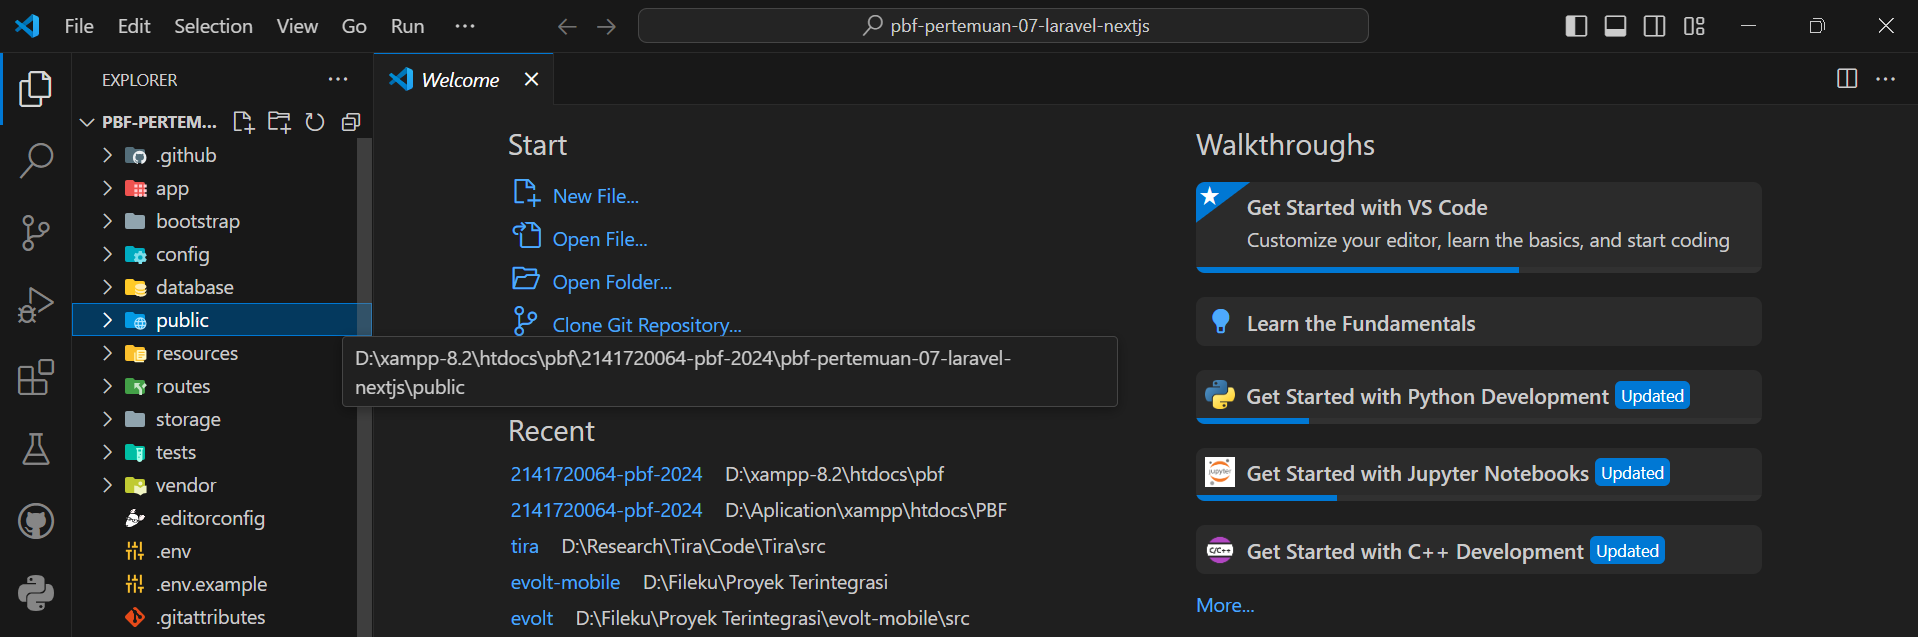 File Edit Selection View Go Run ...
pbf-pertemuan-07-laravel-nextjs
EXPLORER
PBF-PERTEM...
.github
app
bootstrap
config
database
public
resources
routes
storage
tests
vendor
.editorconfig
.env
.env.example
.gitattributes
Welcome
Start
New File...
Open File...
Open Folder...
Clone Git Repository...
D:\xampp-8.2\htdocs\pbf\2141720064-pbf-2024\pbf-pertemuan-07-laravel-
nextjs\public
Recent
2141720064-pbf-2024 D:\xampp-8.2\htdocs\pbf
2141720064-pbf-2024 D:\Aplication\xampp\htdocs\PBF
tira D:\Research\Tira\Code\Tira\src
evolt-mobile D:\Fileku\Proyek Terintegrasi
evolt D:\Fileku\Proyek Terintegrasi\evolt-mobile\src
Walkthroughs
Get Started with VS Code
Customize your editor, learn the basics, and start coding
Learn the Fundamentals
Get Started with Python Development Updated
jupyter
Get Started with Jupyter Notebooks Updated
C/C++
Get Started with C++ Development Updated
More...